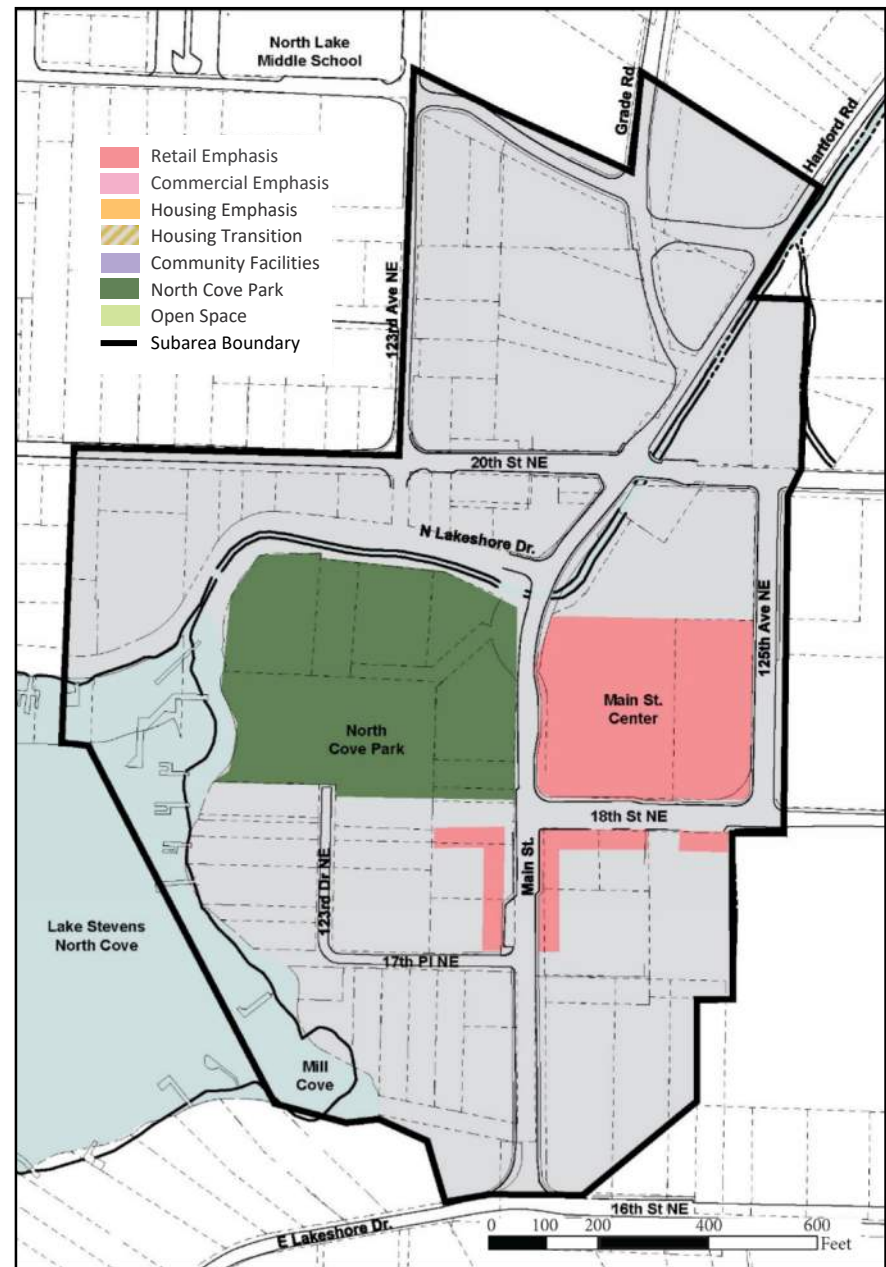 North Lake
Middle School
Grade Rd
Hartford Rd
Retail Emphasis
Commercial Emphasis
Housing Emphasis
Housing Transition
Community Facilities
North Cove Park
Open Space
Subarea Boundary
123rd Ave NE
20th St NE
N Lakeshore Dr.
125th Ave NE
Main St.
Center
North
Cove Park
18th St NE
Main St.
123rd Dr NE
Lake Stevens
North Cove
17th Pl NE
Mill
Cove
16th St NE
E Lakeshore Dr.
0 100 200 400 600
Feet